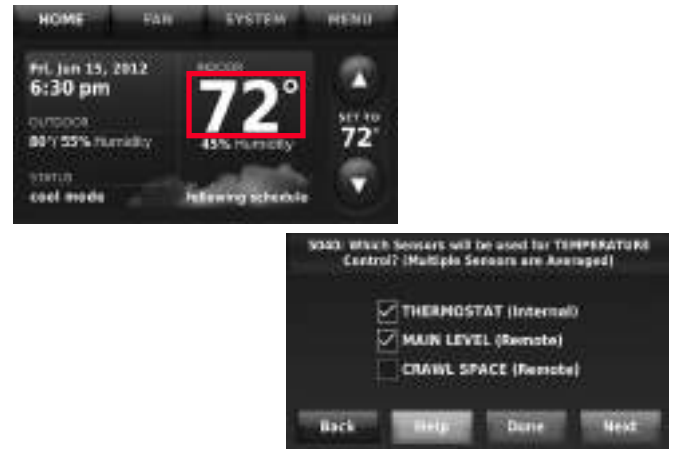 HOME FAN SYSTEM MENU
Fri, Jun 15, 2012
6:30 pm
INDOOR
72°
OUTDOOR
80°/ 55% Humidity
45% Humidity
SET TO
72°
STATUS
cool mode
following schedule
5040: Which Sensors will be used for TEMPERATURE
Control? (Multiple Sensors are Averaged)
THERMOSTAT (Internal)
MAIN LEVEL (Remote)
CRAWL SPACE (Remote)
Back Help Done Next